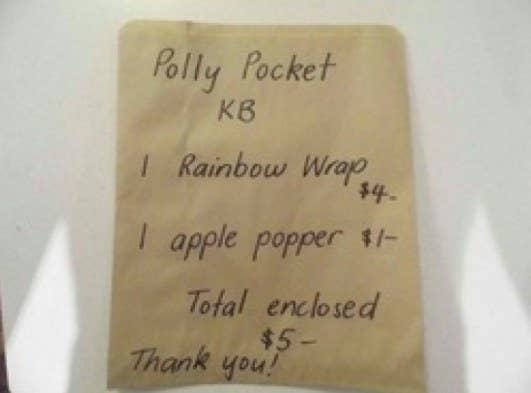 Polly Pocket
KB
1 Rainbow Wrap
$4-
1 apple popper $1-
Total enclosed
$5-
Thank you!